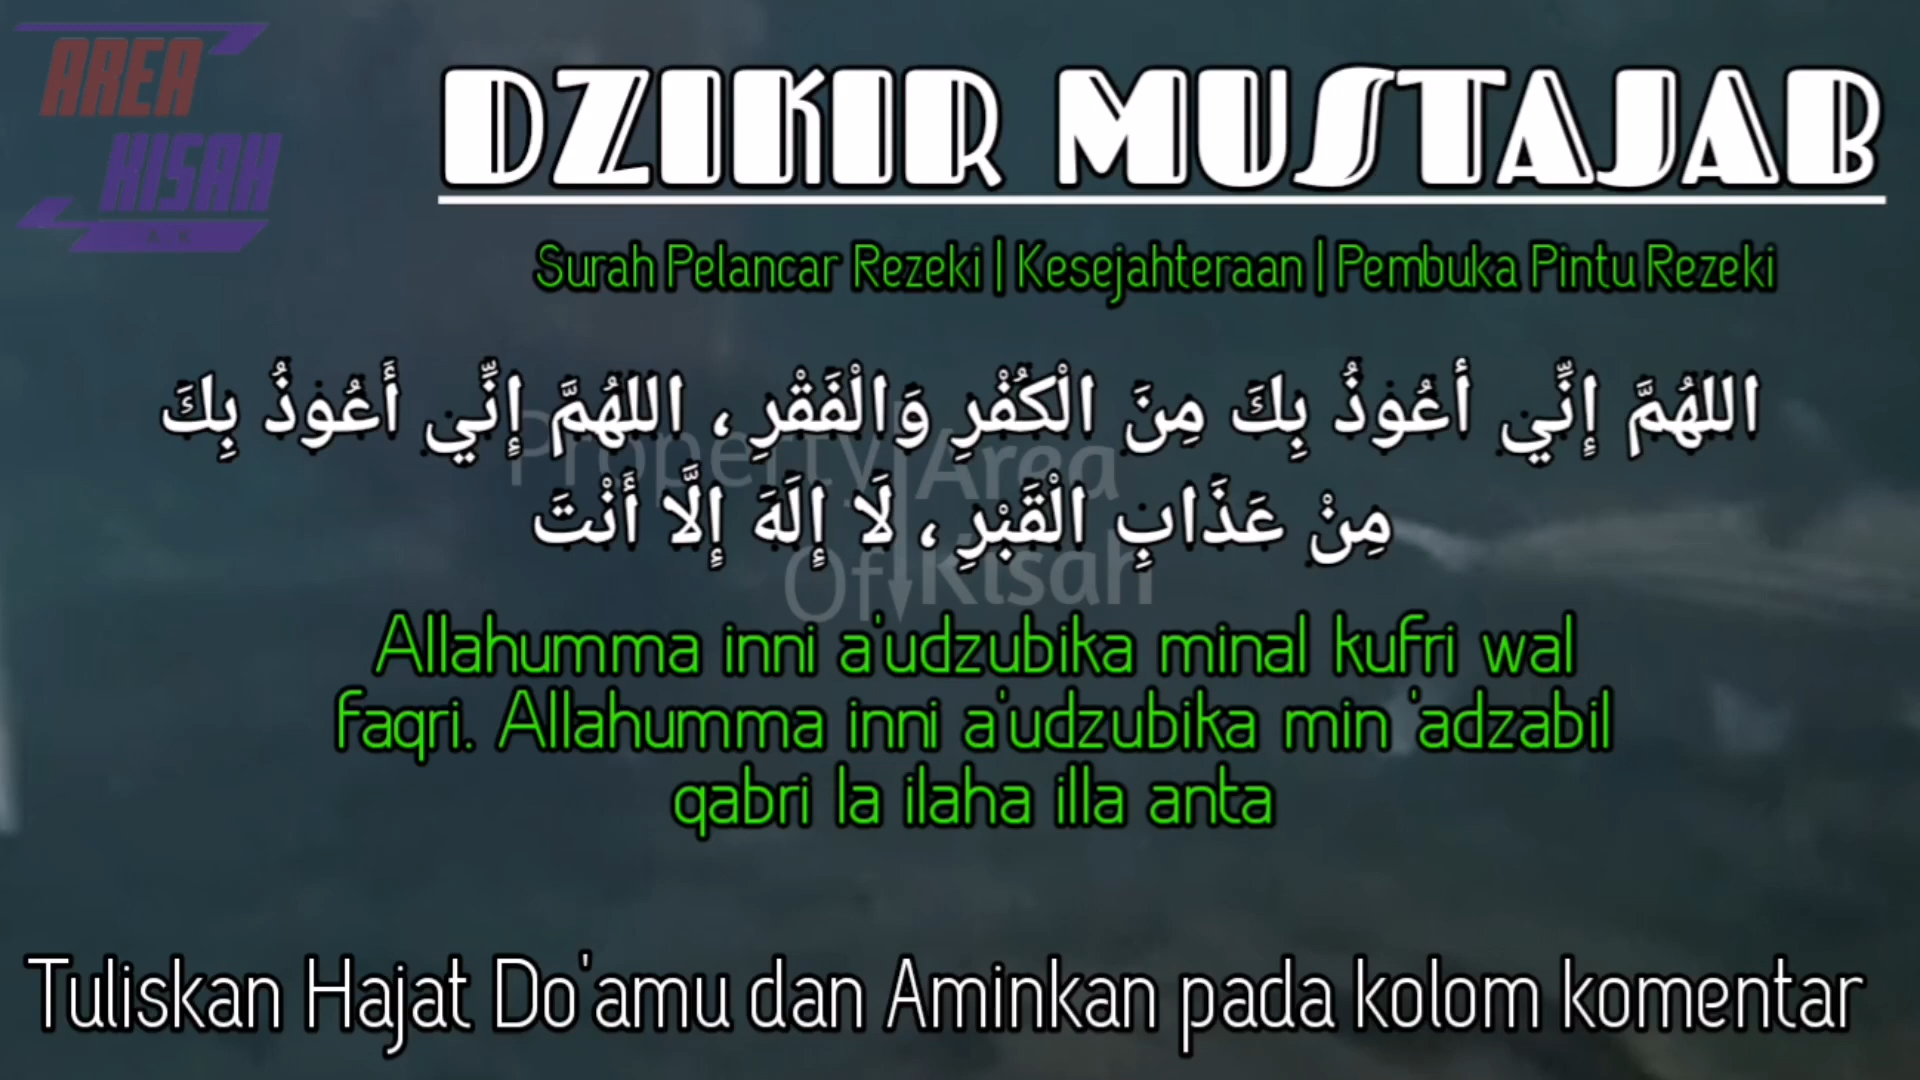 AREA
KISAH
AK
DZIKIR MUSTAJAB
Surah Pelancar Rezeki | Kesejahteraan | Pembuka Pintu Rezeki
اللهُمَّ إِنِّي أَعُوذُ بِكَ مِنَ الْكُفْرِ وَالْفَقْرِ، اللهُمَّ إِنِّي أَعُوذُ بِكَ
مِنْ عَذَابِ الْقَبْرِ، لَا إِلَهَ إِلَّا أَنْتَ
Property Area
Of Kisah
Allahumma inni a'udzubika minal kufri wal
faqri. Allahumma inni a'udzubika min 'adzabil
qabri la ilaha illa anta
Tuliskan Hajat Do'amu dan Aminkan pada kolom komentar